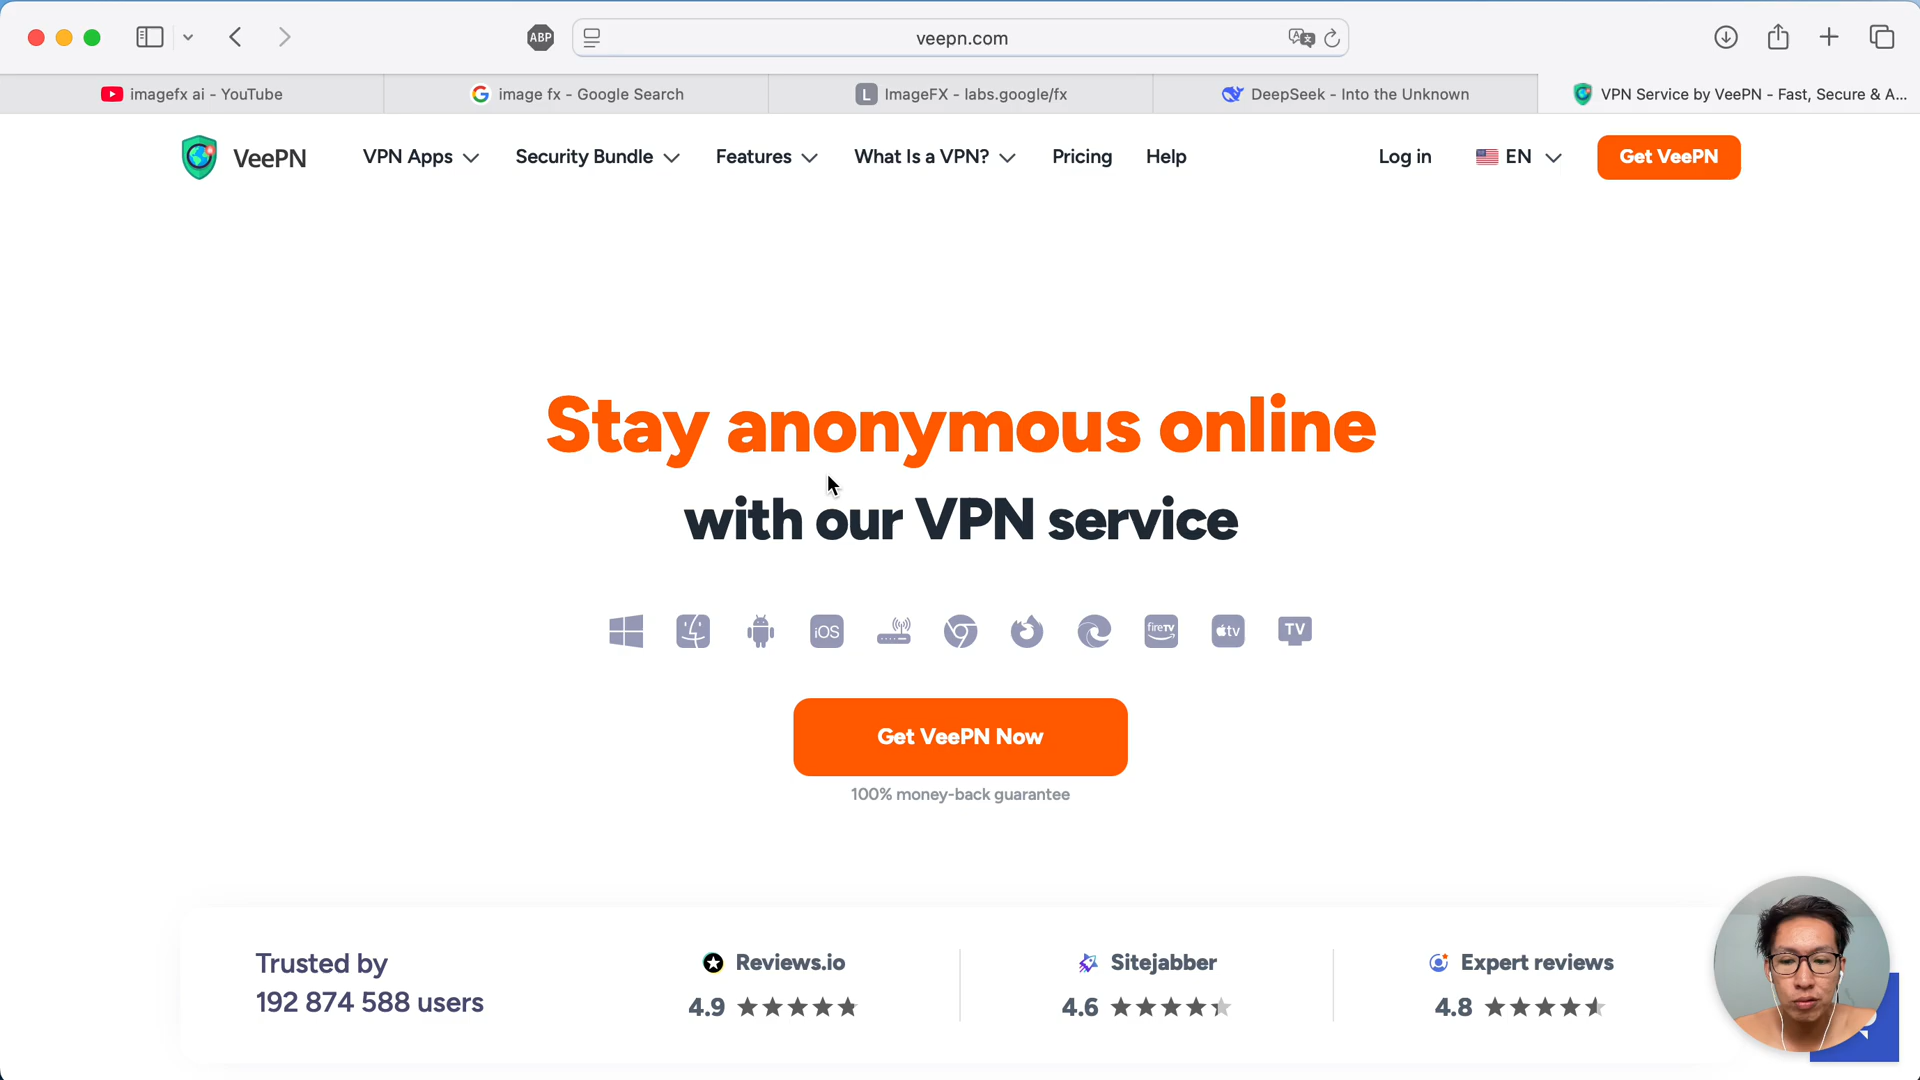 ABP
veepn.com
imagefx ai - YouTube
image fx - Google Search
L ImageFX - labs.google/fx
DeepSeek - Into the Unknown
VPN Service by VeePN - Fast, Secure & A...
VeePN
VPN Apps
Security Bundle
Features
What Is a VPN?
Pricing
Help
Log in
EN
Get VeePN
Stay anonymous online
with our VPN service
iOS
fireTV
tv
TV
Get VeePN Now
100% money-back guarantee
Trusted by
192 874 588 users
Reviews.io
4.9
Sitejabber
4.6
Expert reviews
4.8